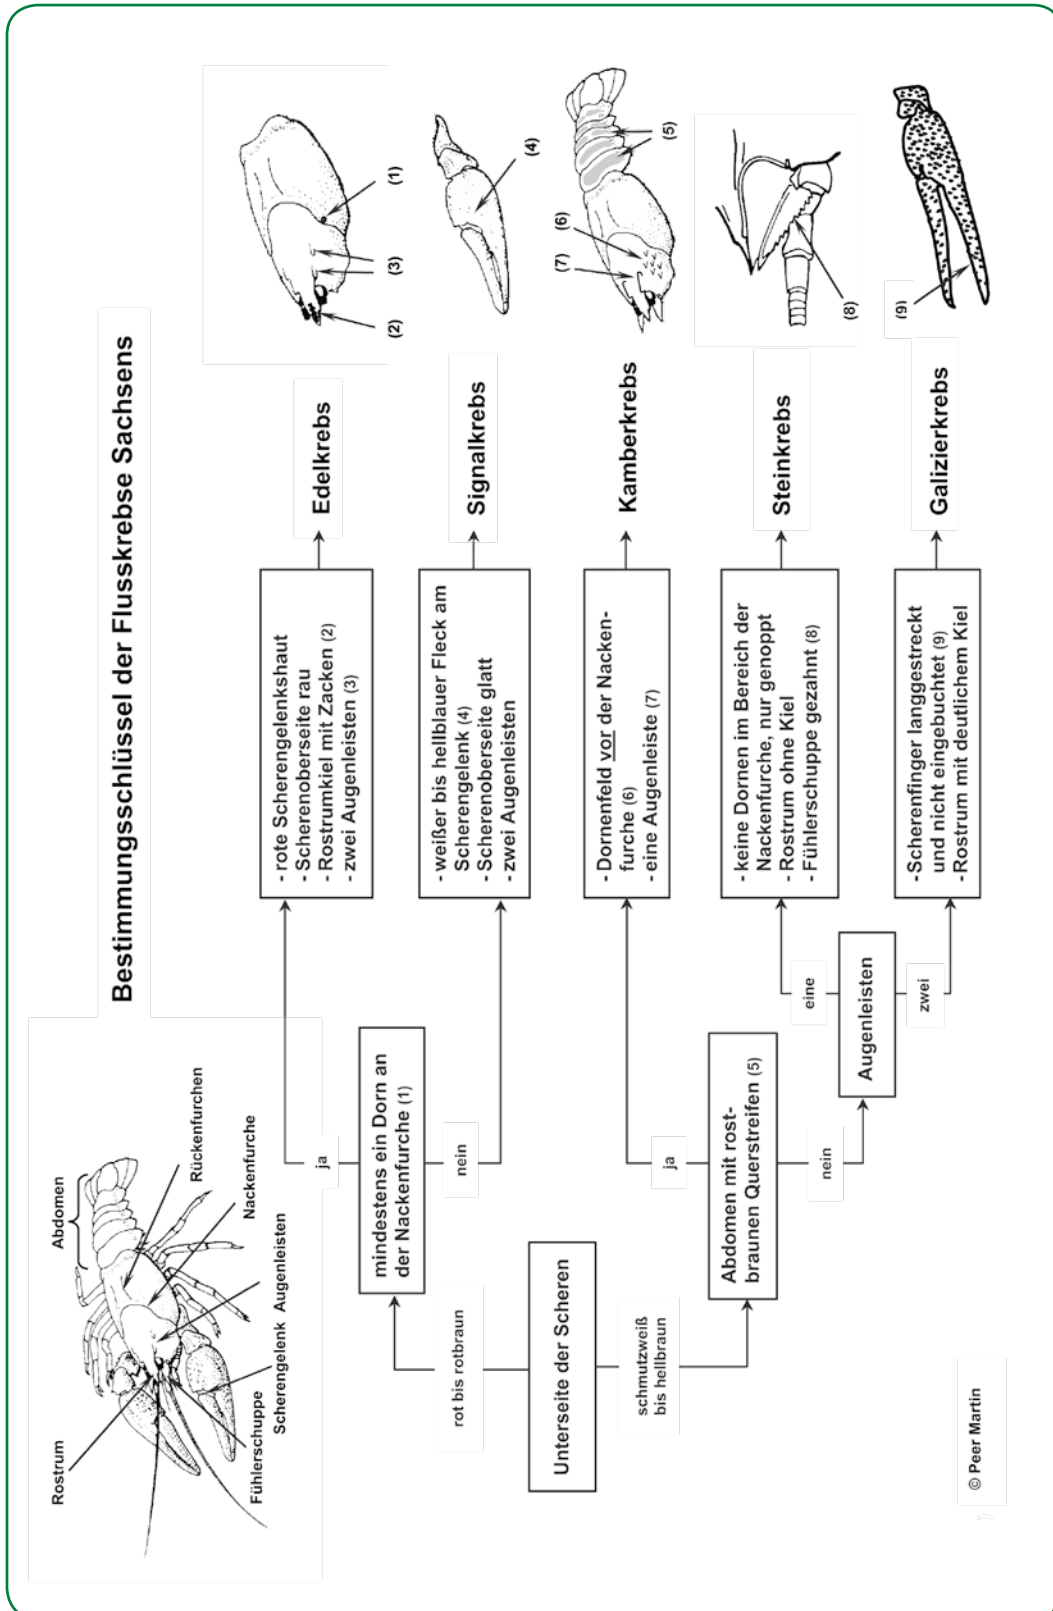 Bestimmungsschlüssel der Flusskrebse Sachsens
Abdomen
Rückenfurchen
Nackenfurche
Augenleisten
Scherengelenk
Fühlerschuppe
Rostrum
Unterseite der Scheren
rot bis rotbraun
mindestens ein Dorn an
der Nackenfurche (1)
ja
- rote Scherengelenkshaut
- Scherenoberseite rau
- Rostrumkiel mit Zacken (2)
- zwei Augenleisten (3)
Edelkrebs
(1)
(3)
(2)
nein
- weißer bis hellblauer Fleck am
Scherengelenk (4)
- Scherenoberseite glatt
- zwei Augenleisten
Signalkrebs
(4)
schmutzweiß
bis hellbraun
Abdomen mit rost-
braunen Querstreifen (5)
ja
- Dornenfeld vor der Nacken-
furche (6)
- eine Augenleiste (7)
Kamberkrebs
(5)
(6)
(7)
nein
Augenleisten
eine
- keine Dornen im Bereich der
Nackenfurche, nur genoppt
- Rostrum ohne Kiel
- Fühlerschuppe gezahnt (8)
Steinkrebs
(8)
zwei
- Scherenfinger langgestreckt
und nicht eingebuchtet (9)
- Rostrum mit deutlichem Kiel
Galizierkrebs
(9)
© Peer Martin